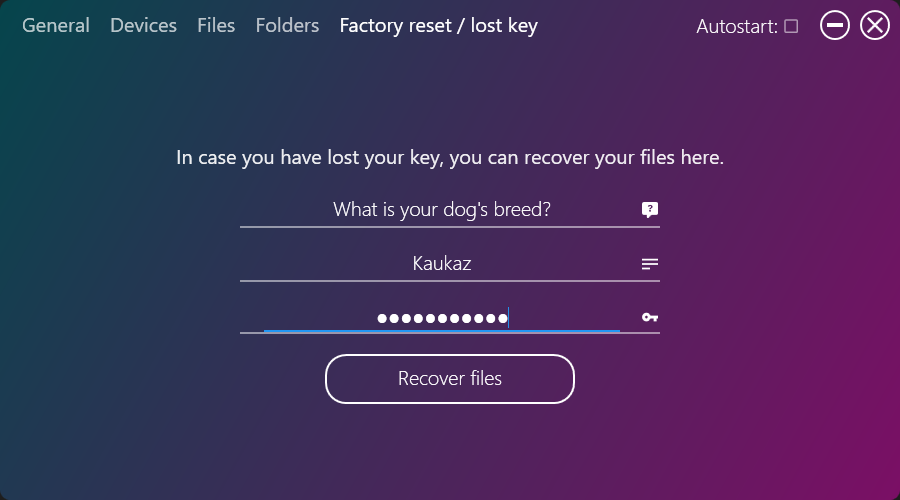 General Devices Files Folders Factory reset / lost key Autostart:
In case you have lost your key, you can recover your files here.
What is your dog's breed?
Kaukaz
●●●●●●●●●●●
Recover files